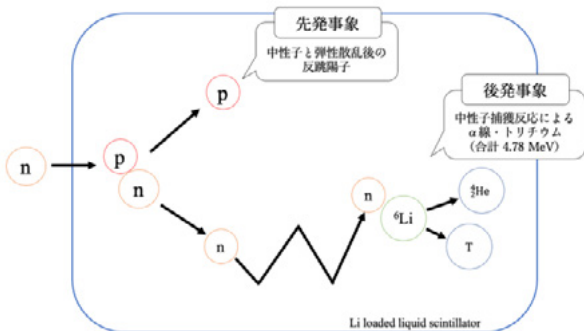 先発事象
中性子と弾性散乱後の
反跳陽子
後発事象
中性子捕獲反応による
α線・トリチウム
(合計 4.78 MeV)
p
n
p
n
n
n
⁶Li
⁴₂He
T
Li loaded liquid scintillator